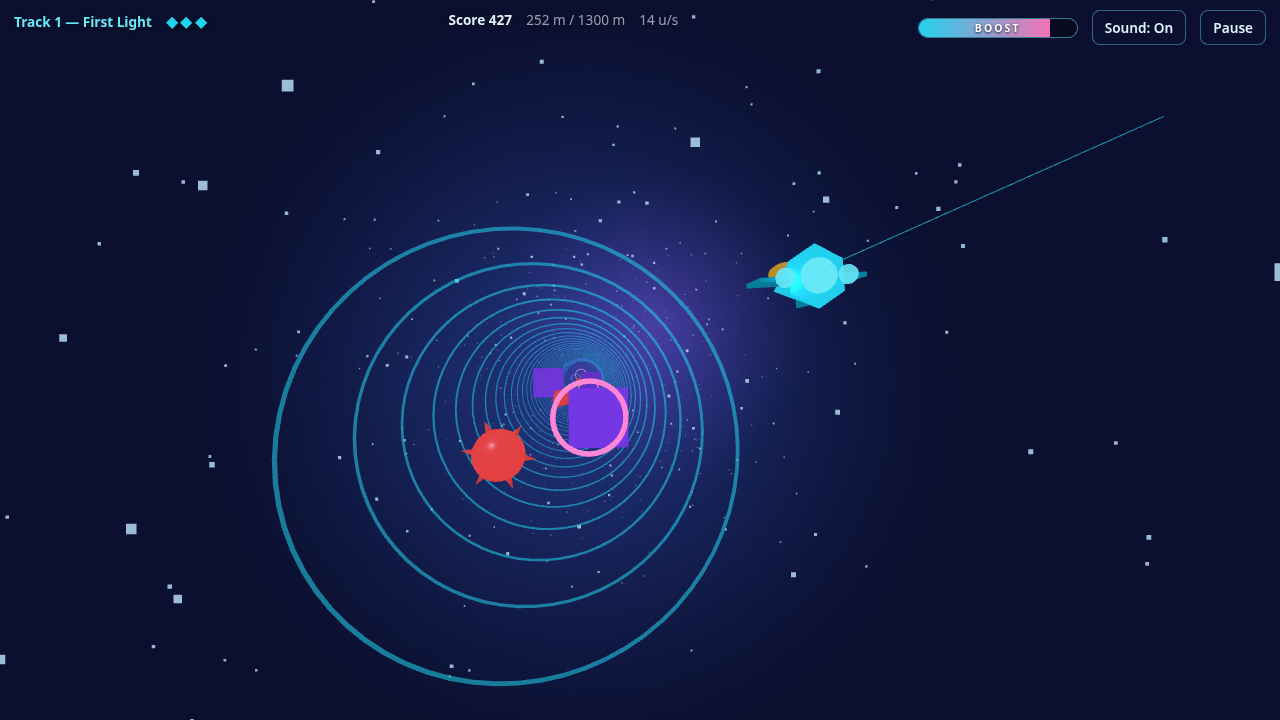 Track 1 — First Light
Score 427 252 m / 1300 m 14 u/s
BOOST
Sound: On
Pause